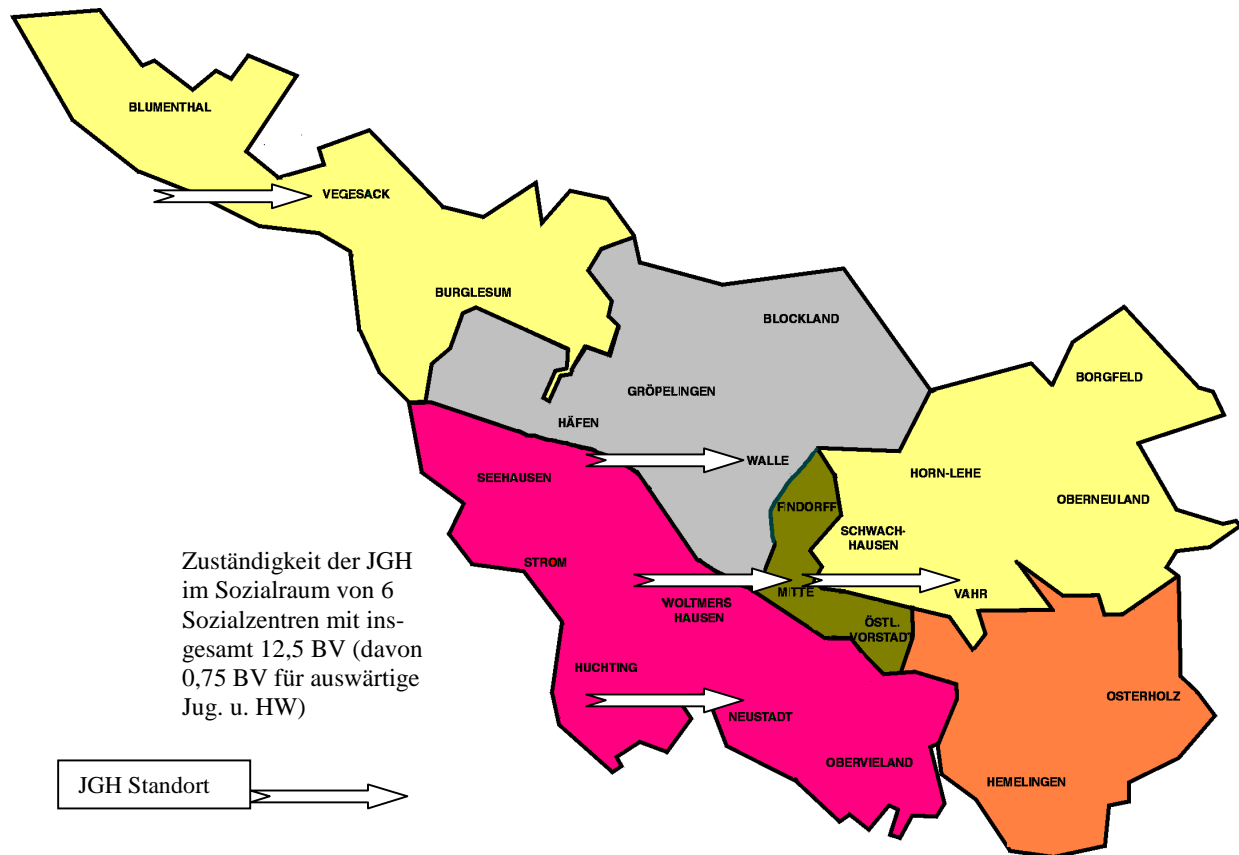 BLUMENTHAL
VEGESACK
BURGLESUM
BLOCKLAND
BORGFELD
GRÖPELINGEN
HÄFEN
WALLE
HORN-LEHE
SEEHAUSEN
OBERNEULAND
FINDORFF
SCHWACH-
HAUSEN
STROM
MITTE
VAHR
WOLTMERS
HAUSEN
ÖSTL.
VORSTADT
HUCHTING
OSTERHOLZ
NEUSTADT
OBERVIELAND
HEMELINGEN
Zuständigkeit der JGH
im Sozialraum von 6
Sozialzentren mit ins-
gesamt 12,5 BV (davon
0,75 BV für auswärtige
Jug. u. HW)
JGH Standort